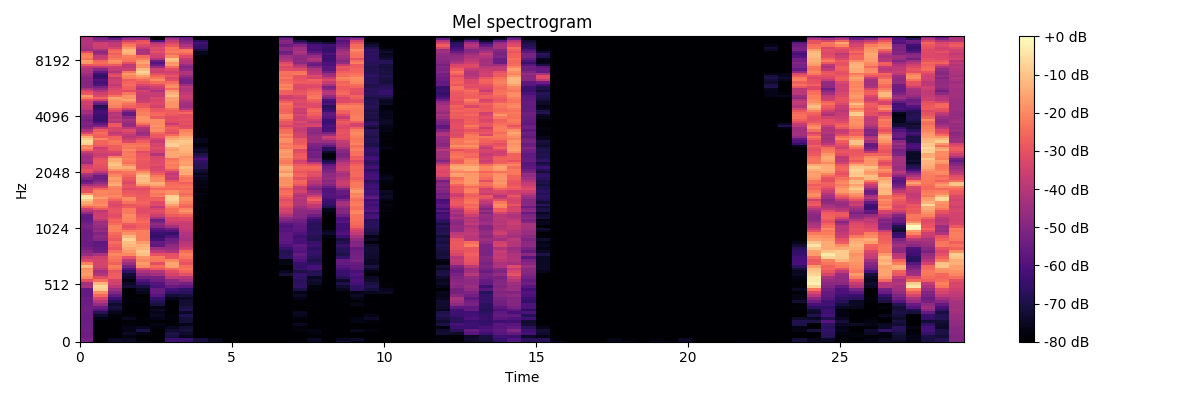 Mel spectrogram
Hz
8192
4096
2048
1024
512
0
0 5 10 15 20 25
Time
+0 dB
-10 dB
-20 dB
-30 dB
-40 dB
-50 dB
-60 dB
-70 dB
-80 dB